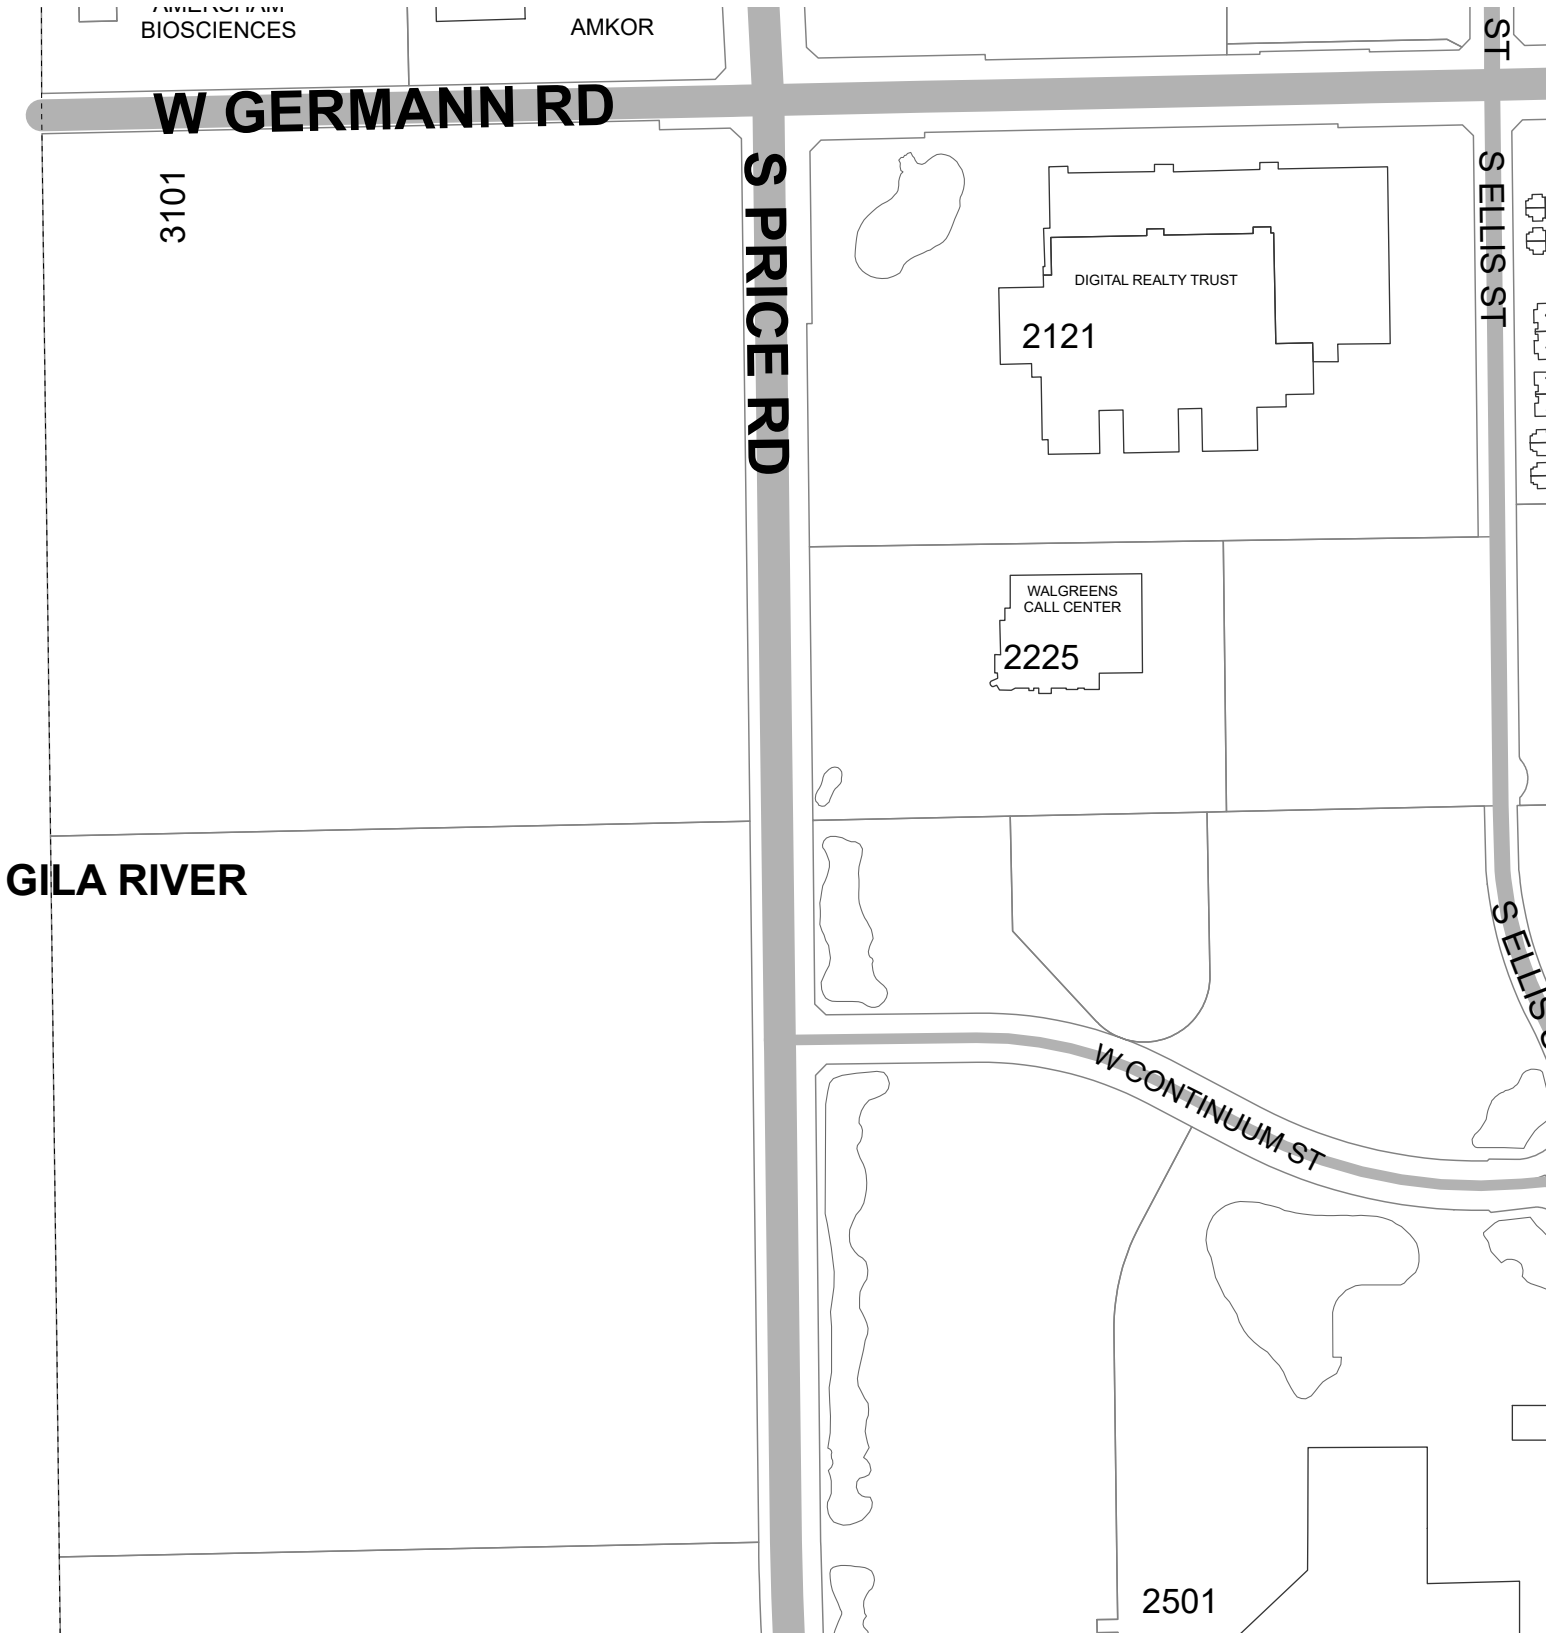 BIOSCIENCES
AMKOR
ST
W GERMANN RD
3101
S PRICE RD
S ELLIS ST
DIGITAL REALTY TRUST
2121
WALGREENS
CALL CENTER
2225
GILA RIVER
S ELLIS
W CONTINUUM ST
2501